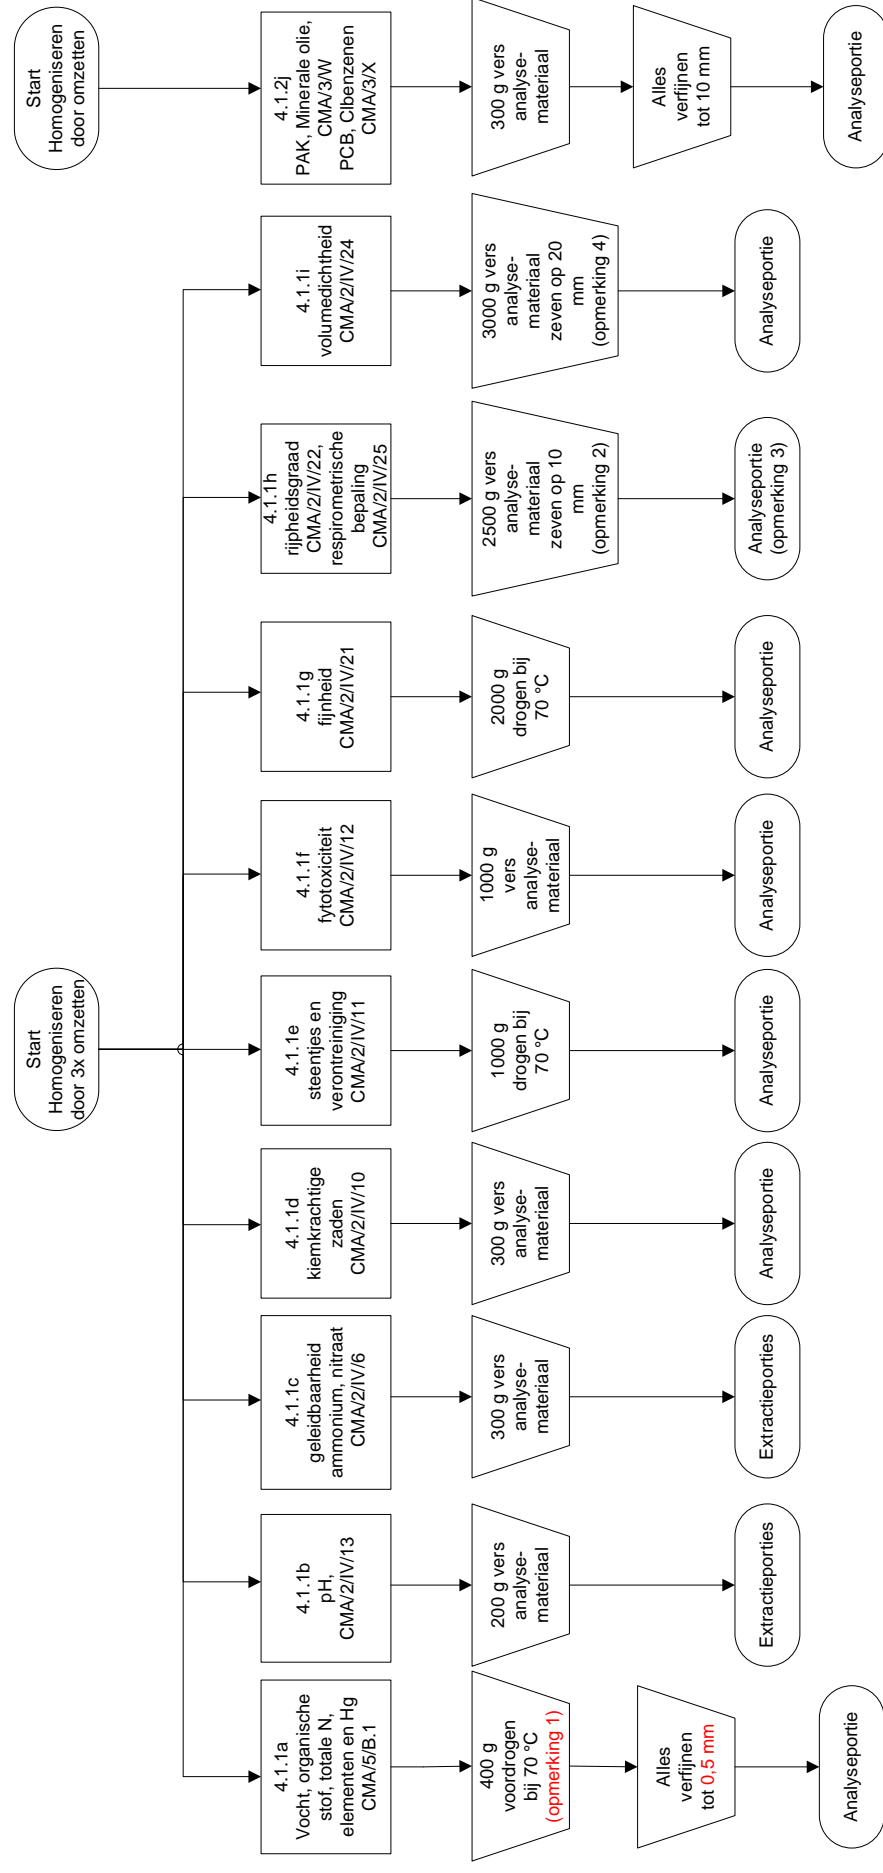 Start
Homogeniseren
door 3x omzetten
4.1.1a
Vocht, organische
stof, totale N,
elementen en Hg
CMA/5/B.1
400 g
voordrogen
bij 70 °C
(opmerking 1)
Alles
verfijnen
tot 0,5 mm
Analyseportie
4.1.1b
pH,
CMA/2/IV/13
200 g vers
analyse-
materiaal
Extractieporties
4.1.1c
geleidbaarheid
ammonium, nitraat
CMA/2/IV/6
300 g vers
analyse-
materiaal
Extractieporties
4.1.1d
kiemkrachtige
zaden
CMA/2/IV/10
300 g vers
analyse-
materiaal
Analyseportie
4.1.1e
steentjes en
verontreiniging
CMA/2/IV/11
1000 g
drogen bij
70 °C
Analyseportie
4.1.1f
fytotoxiciteit
CMA/2/IV/12
1000 g
vers
analyse-
materiaal
Analyseportie
4.1.1g
fijnheid
CMA/2/IV/21
2000 g
drogen bij
70 °C
Analyseportie
4.1.1h
rijpheidsgraad
CMA/2/IV/22,
respirometrische
bepaling
CMA/2/IV/25
2500 g vers
analyse-
materiaal
zeven op 10
mm
(opmerking 2)
Analyseportie
(opmerking 3)
4.1.1i
volumedichtheid
CMA/2/IV/24
3000 g vers
analyse-
materiaal
zeven op 20
mm
(opmerking 4)
Analyseportie
Start
Homogeniseren
door omzetten
4.1.2j
PAK, Minerale olie,
CMA/3/W
PCB, Clbenzenen
CMA/3/X
300 g vers
analyse-
materiaal
Alles
verfijnen
tot 10 mm
Analyseportie